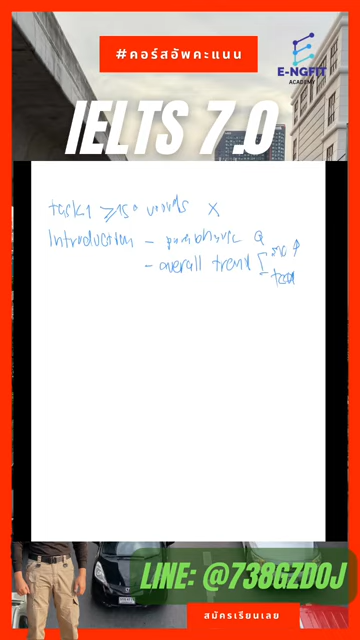 #คอร์สอัพคะแนน
E-NGFIT
ACADEMY
IELTS 7.0
task1 ≥150 words X
Introduction - paraphrasic Q
- overall trend
LINE: @738GZDOJ
สมัครเรียนเลย